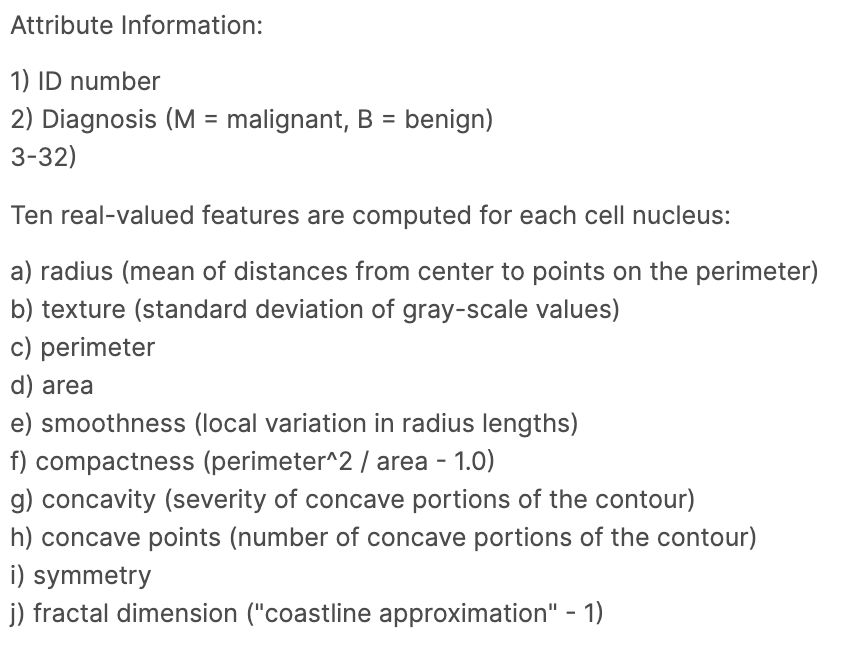 Attribute Information:
1) ID number
2) Diagnosis (M = malignant, B = benign)
3-32)
Ten real-valued features are computed for each cell nucleus:
a) radius (mean of distances from center to points on the perimeter)
b) texture (standard deviation of gray-scale values)
c) perimeter
d) area
e) smoothness (local variation in radius lengths)
f) compactness (perimeter^2 / area - 1.0)
g) concavity (severity of concave portions of the contour)
h) concave points (number of concave portions of the contour)
i) symmetry
j) fractal dimension ("coastline approximation" - 1)